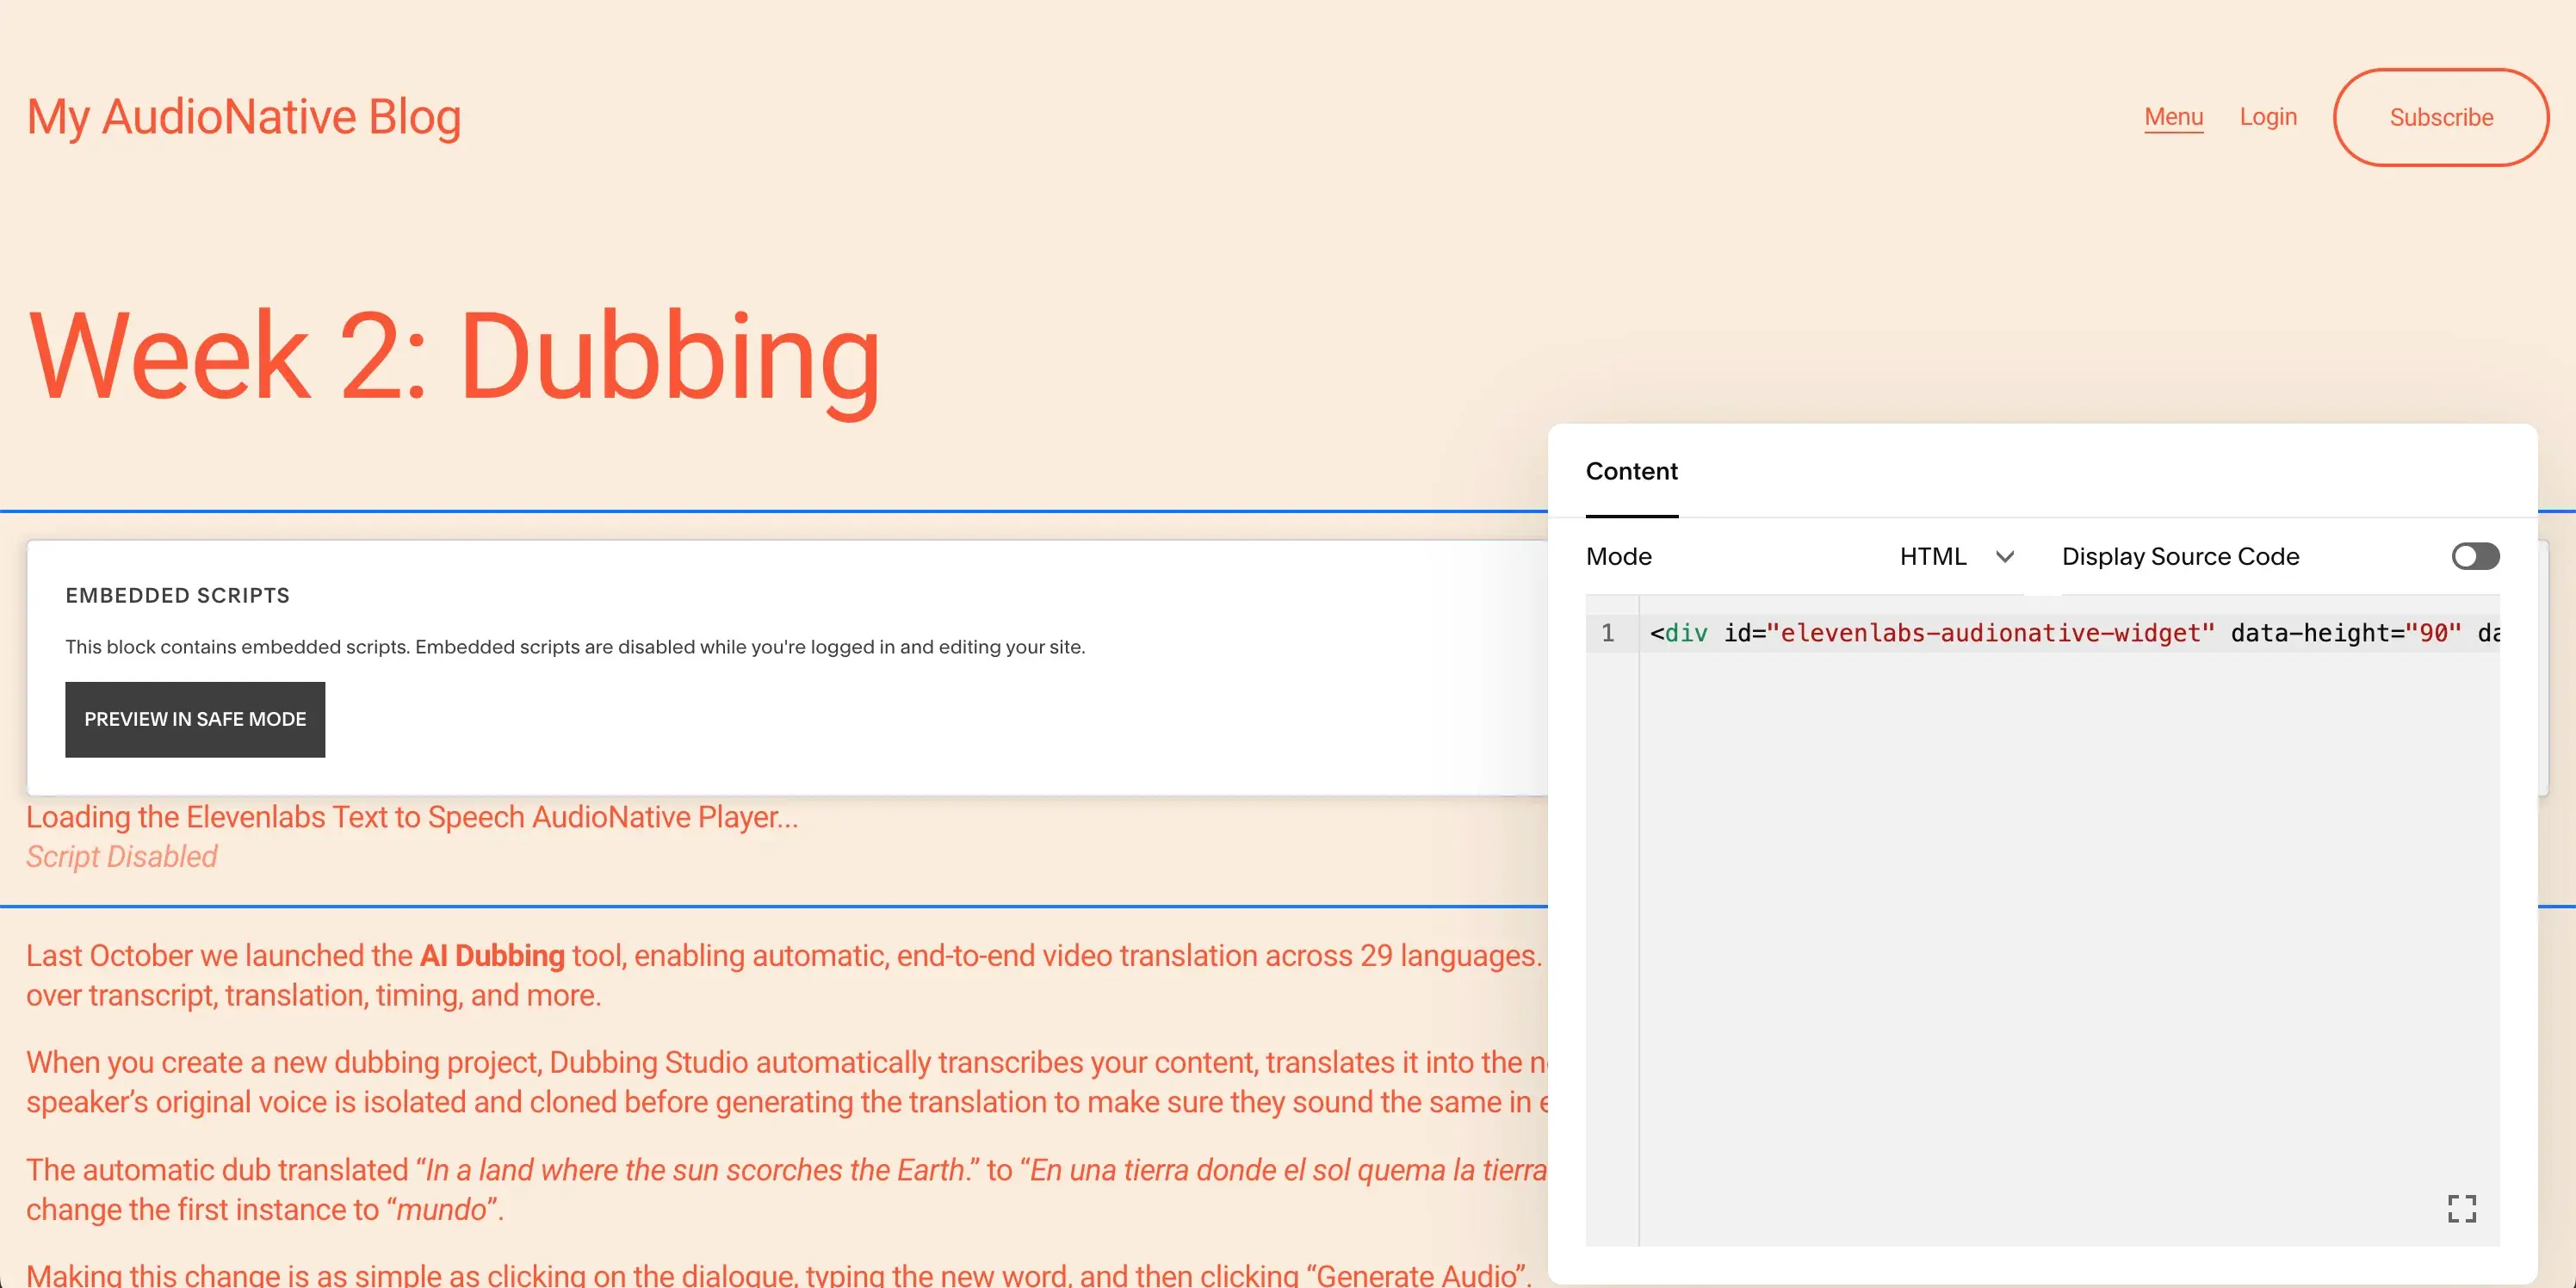 My AudioNative Blog
Menu Login Subscribe
Week 2: Dubbing
Content
Mode HTML Display Source Code
1 <div id="elevenlabs-audionative-widget" data-height="90" da
EMBEDDED SCRIPTS
This block contains embedded scripts. Embedded scripts are disabled while you're logged in and editing your site.
PREVIEW IN SAFE MODE
Loading the Elevenlabs Text to Speech AudioNative Player...
Script Disabled
Last October we launched the AI Dubbing tool, enabling automatic, end-to-end video translation across 29 languages.
over transcript, translation, timing, and more.
When you create a new dubbing project, Dubbing Studio automatically transcribes your content, translates it into the
speaker’s original voice is isolated and cloned before generating the translation to make sure they sound the same in
The automatic dub translated “In a land where the sun scorches the Earth.” to “En una tierra donde el sol quema la tierra
change the first instance to “mundo”.
Making this change is as simple as clicking on the dialogue, typing the new word, and then clicking “Generate Audio”.